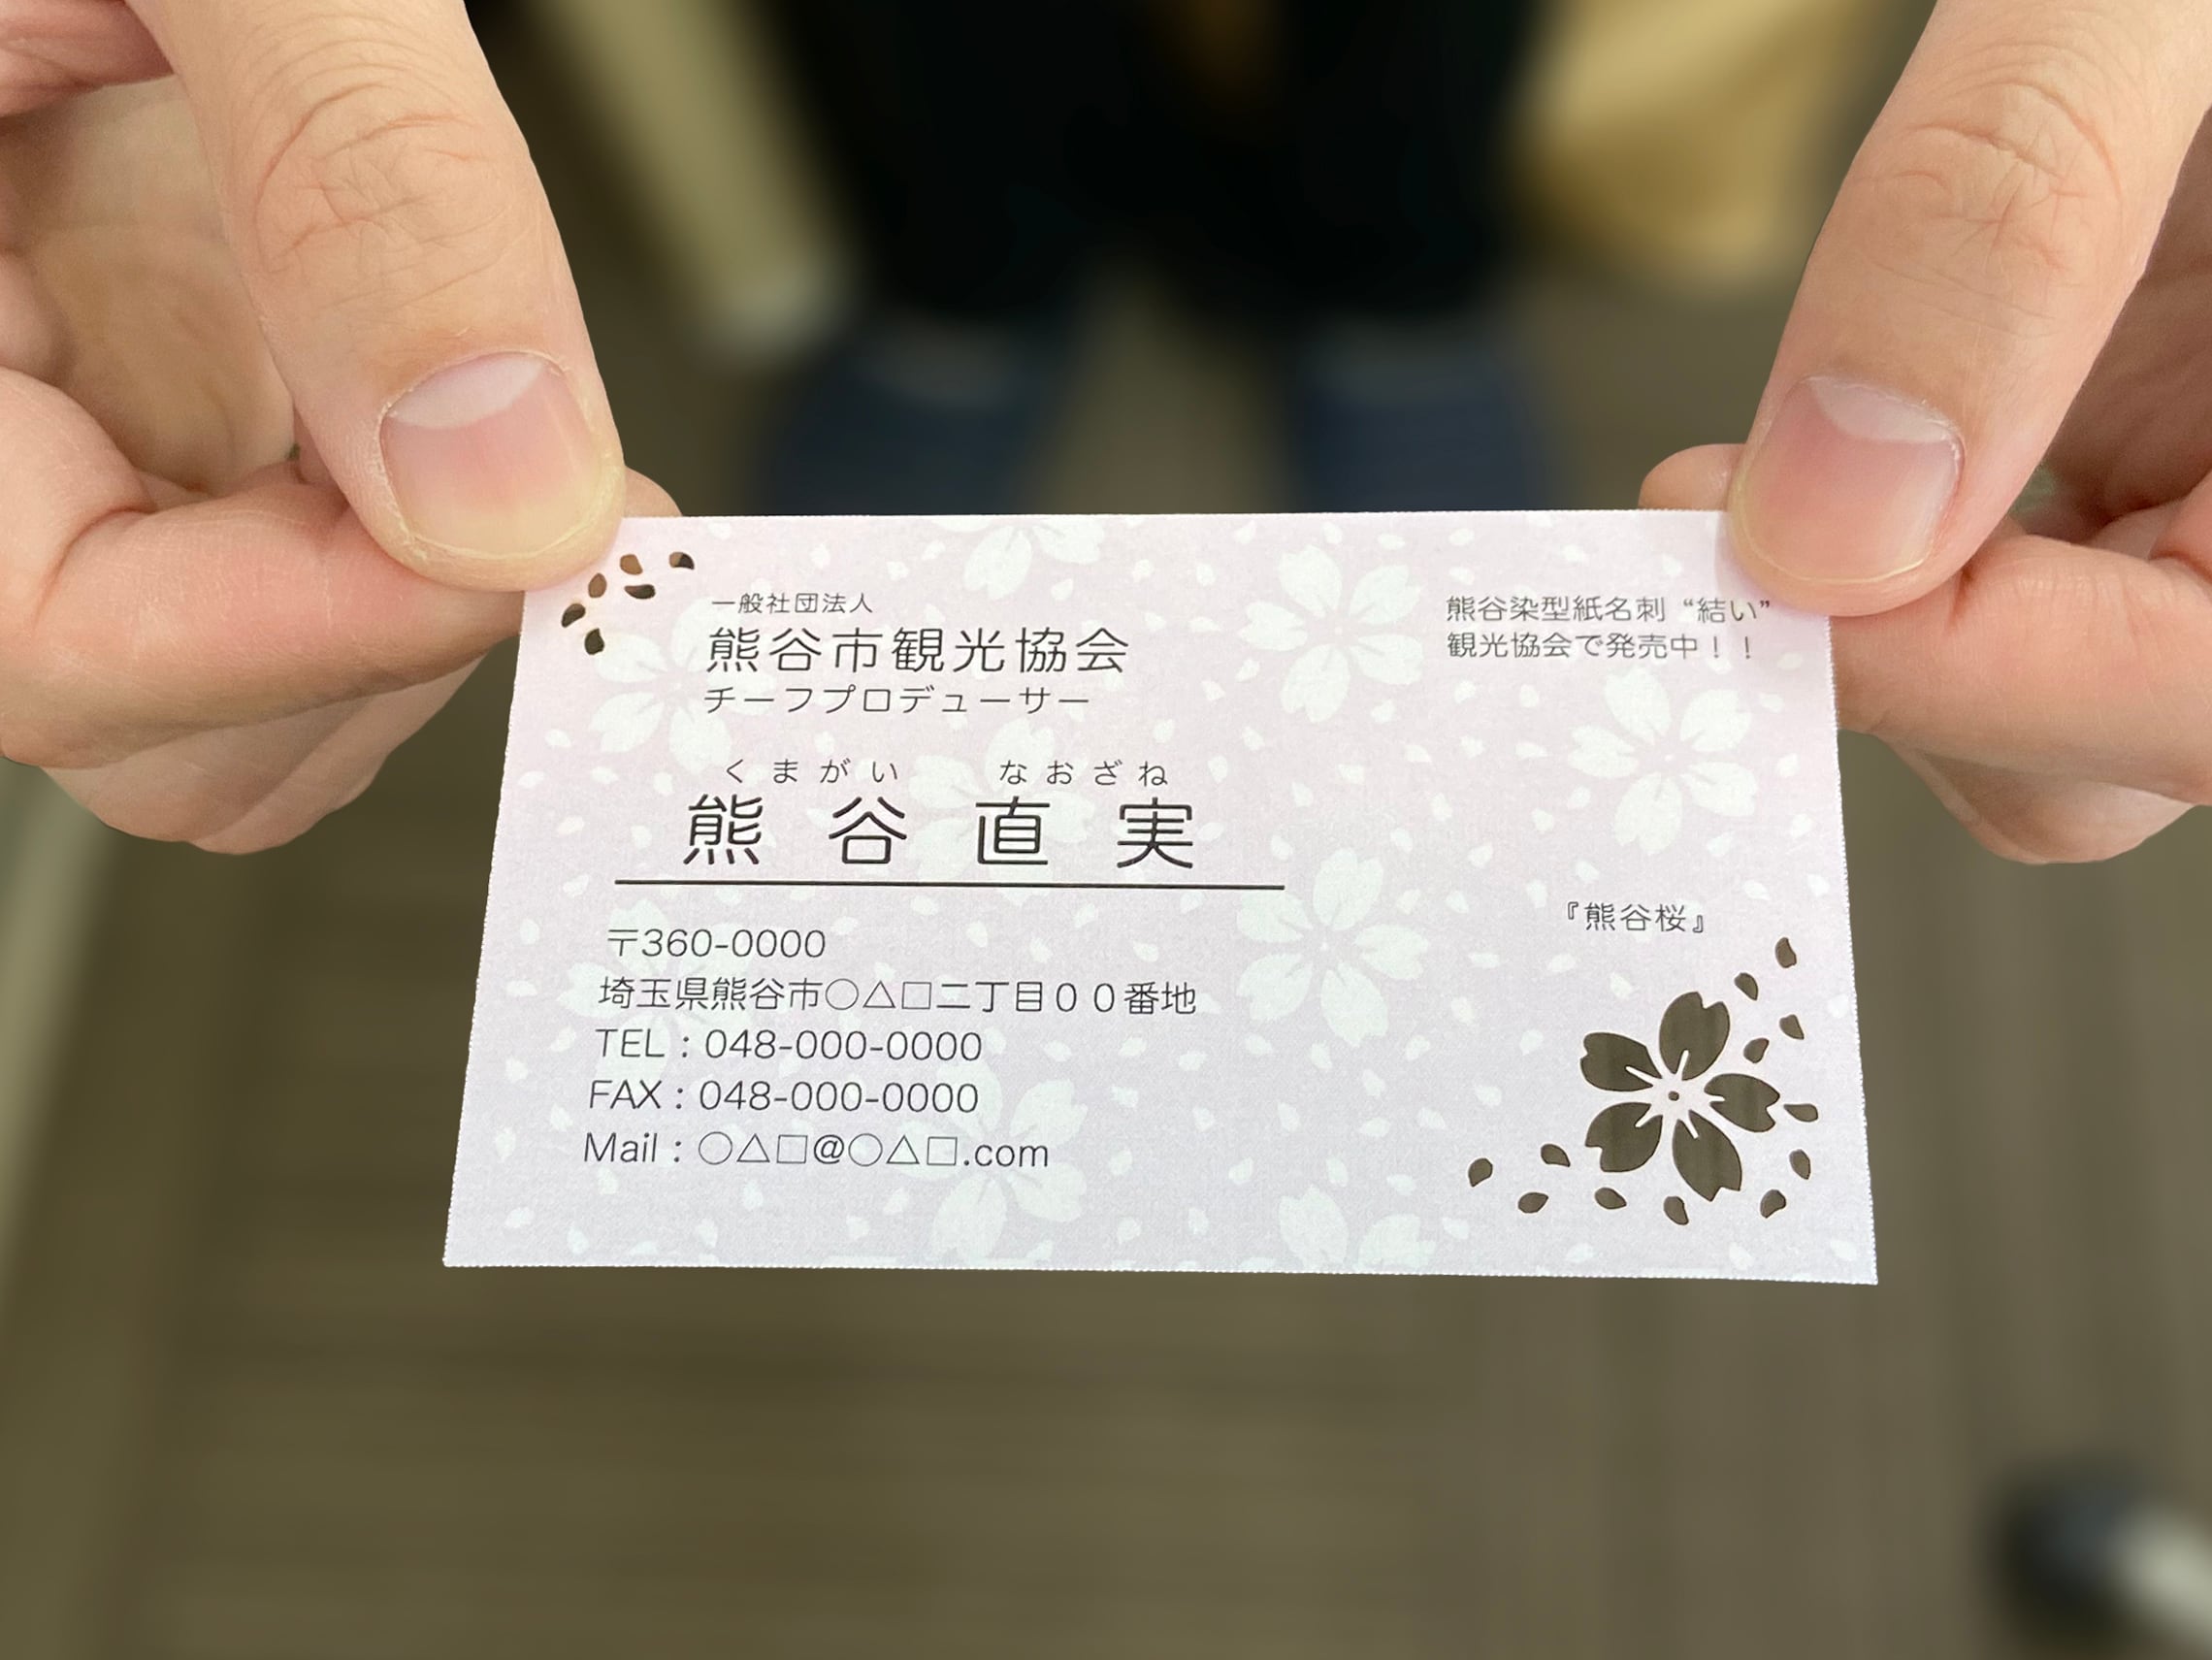 一般社団法人
熊谷市観光協会
チーフプロデューサー
くまがい なおざね
熊谷直実
〒360-0000
埼玉県熊谷市○△□二丁目００番地
TEL：048-000-0000
FAX：048-000-0000
Mail：○△□@○△□.com
熊谷染型紙名刺 “結い”
観光協会で発売中！！
『熊谷桜』